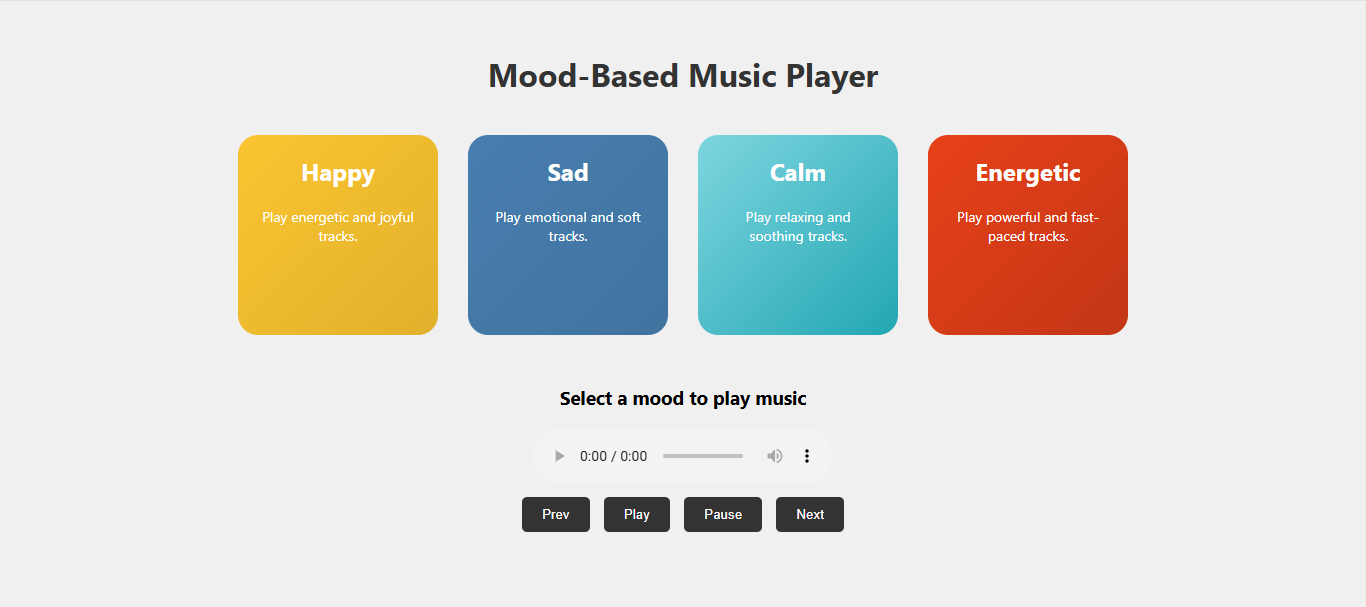 Mood-Based Music Player
Happy
Play energetic and joyful
tracks.
Sad
Play emotional and soft
tracks.
Calm
Play relaxing and
soothing tracks.
Energetic
Play powerful and fast-
paced tracks.
Select a mood to play music
0:00 / 0:00
Prev
Play
Pause
Next